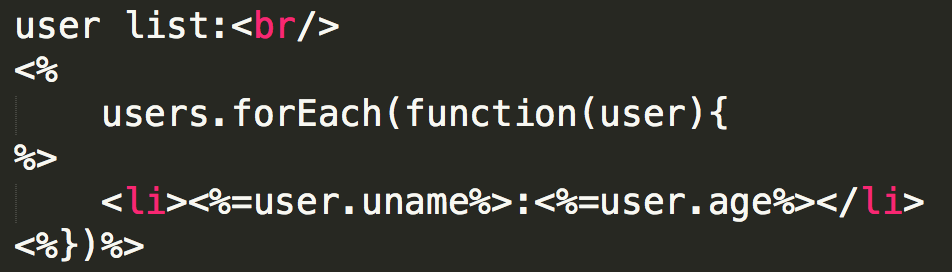 user list:<br/>
<%
    users.forEach(function(user){
%>
    <li><%=user.uname%>:<%=user.age%></li>
<%})%>